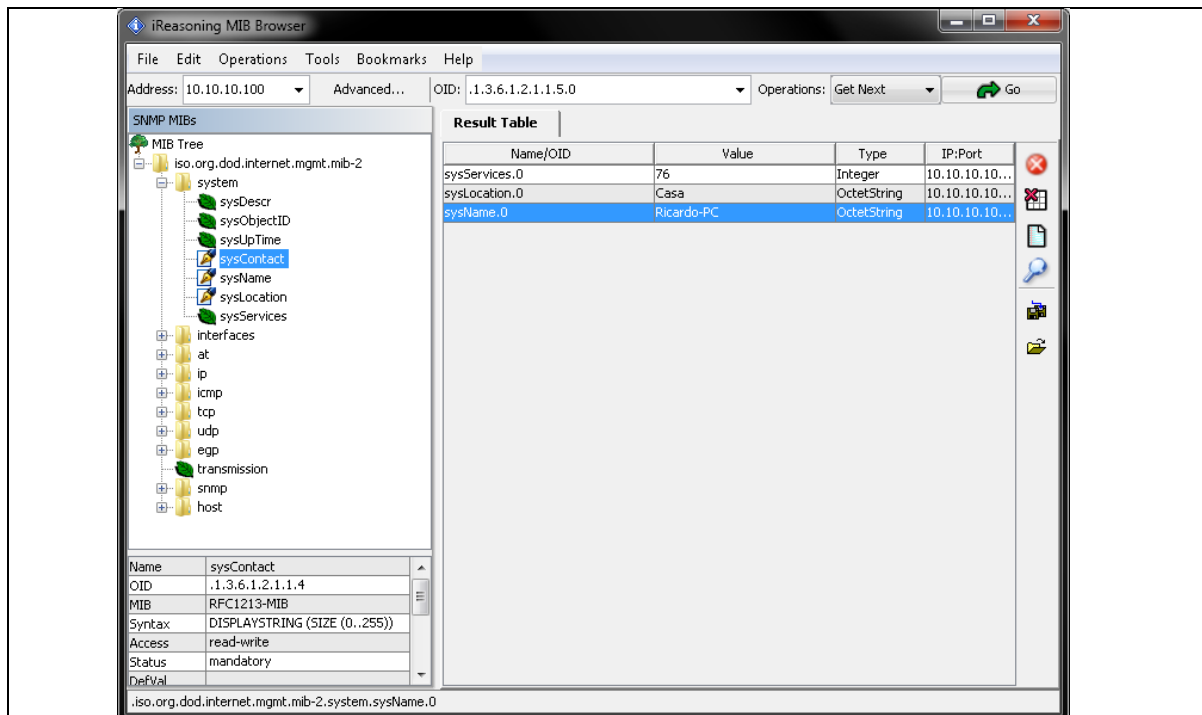 iReasoning MIB Browser
File Edit Operations Tools Bookmarks Help
Address: 10.10.10.100 Advanced... OID: .1.3.6.1.2.1.1.5.0 Operations: Get Next Go
SNMP MIBs
MIB Tree
iso.org.dod.internet.mgmt.mib-2
system
sysDescr
sysObjectID
sysUpTime
sysContact
sysName
sysLocation
sysServices
interfaces
at
ip
icmp
tcp
udp
egp
transmission
snmp
host
Name sysContact
OID .1.3.6.1.2.1.1.4
MIB RFC1213-MIB
Syntax DISPLAYSTRING (SIZE (0..255))
Access read-write
Status mandatory
DefVal
Result Table
Name/OID Value Type IP:Port
sysServices.0 76 Integer 10.10.10.10...
sysLocation.0 Casa OctetString 10.10.10.10...
sysName.0 Ricardo-PC OctetString 10.10.10.10...
.iso.org.dod.internet.mgmt.mib-2.system.sysName.0